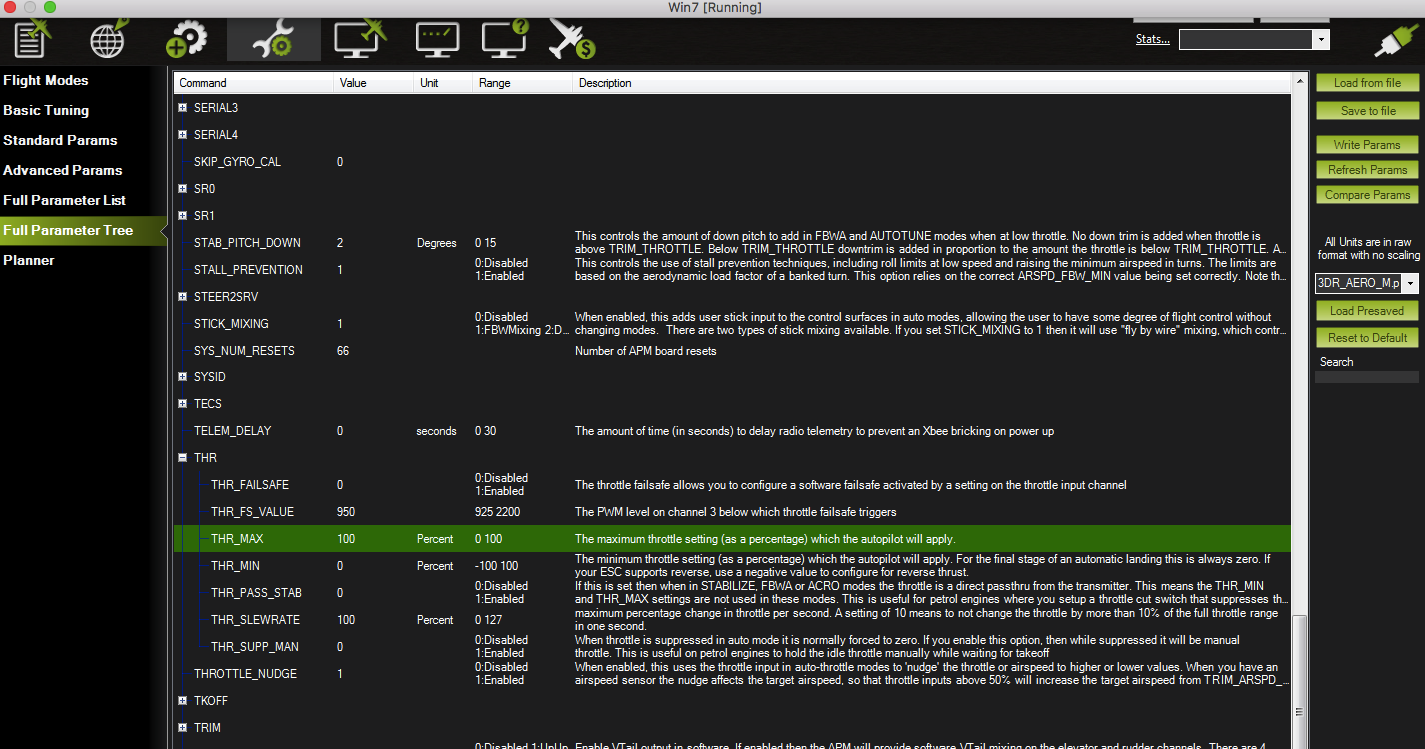 Win7 [Running]
Stats...
Flight Modes
Basic Tuning
Standard Params
Advanced Params
Full Parameter List
Full Parameter Tree
Planner
Command Value Unit Range Description
SERIAL3
SERIAL4
SKIP_GYRO_CAL 0
SR0
SR1
STAB_PITCH_DOWN 2 Degrees 0 15
This controls the amount of down pitch to add in FBWA and AUTOTUNE modes when at low throttle. No down trim is added when throttle is
above TRIM_THROTTLE. Below TRIM_THROTTLE downtrim is added in proportion to the amount the throttle is below TRIM_THROTTLE. A...
STALL_PREVENTION 1
0:Disabled
1:Enabled
This controls the use of stall prevention techniques, including roll limits at low speed and raising the minimum airspeed in turns. The limits are
based on the aerodynamic load factor of a banked turn. This option relies on the correct ARSPD_FBW_MIN value being set correctly. Note th...
STEER2SRV
STICK_MIXING 1
0:Disabled
1:FBWMixing 2:D...
When enabled, this adds user stick input to the control surfaces in auto modes, allowing the user to have some degree of flight control without
changing modes. There are two types of stick mixing available. If you set STICK_MIXING to 1 then it will use "fly by wire" mixing, which contr...
SYS_NUM_RESETS 66 Number of APM board resets
SYSID
TECS
TELEM_DELAY 0 seconds 0 30 The amount of time (in seconds) to delay radio telemetry to prevent an Xbee bricking on power up
THR
THR_FAILSAFE 0
0:Disabled
1:Enabled
The throttle failsafe allows you to configure a software failsafe activated by a setting on the throttle input channel
THR_FS_VALUE 950 925 2200 The PWM level on channel 3 below which throttle failsafe triggers
THR_MAX 100 Percent 0 100 The maximum throttle setting (as a percentage) which the autopilot will apply.
THR_MIN 0 Percent -100 100
The minimum throttle setting (as a percentage) which the autopilot will apply. For the final stage of an automatic landing this is always zero. If
your ESC supports reverse, use a negative value to configure for reverse thrust.
THR_PASS_STAB 0
0:Disabled
1:Enabled
If this is set then when in STABILIZE, FBWA or ACRO modes the throttle is a direct passthru from the transmitter. This means the THR_MIN
and THR_MAX settings are not used in these modes. This is useful for petrol engines where you setup a throttle cut switch that suppresses th...
THR_SLEWRATE 100 Percent 0 127
maximum percentage change in throttle per second. A setting of 10 means to not change the throttle by more than 10% of the full throttle range
in one second.
THR_SUPP_MAN 0
0:Disabled
1:Enabled
When throttle is suppressed in auto mode it is normally forced to zero. If you enable this option, then while suppressed it will be manual
throttle. This is useful on petrol engines to hold the idle throttle manually while waiting for takeoff
THROTTLE_NUDGE 1
0:Disabled
1:Enabled
When enabled, this uses the throttle input in auto-throttle modes to 'nudge' the throttle or airspeed to higher or lower values. When you have an
airspeed sensor the nudge affects the target airspeed, so that throttle inputs above 50% will increase the target airspeed from TRIM_ARSPD_...
TKOFF
TRIM
0:Disabled 1:UpUp Enable VTail output in software. If enabled then the APM will provide software VTail mixing on the elevator and rudder channels. There are 4
Load from file
Save to file
Write Params
Refresh Params
Compare Params
All Units are in raw
format with no scaling
3DR_AERO_M.p
Load Presaved
Reset to Default
Search